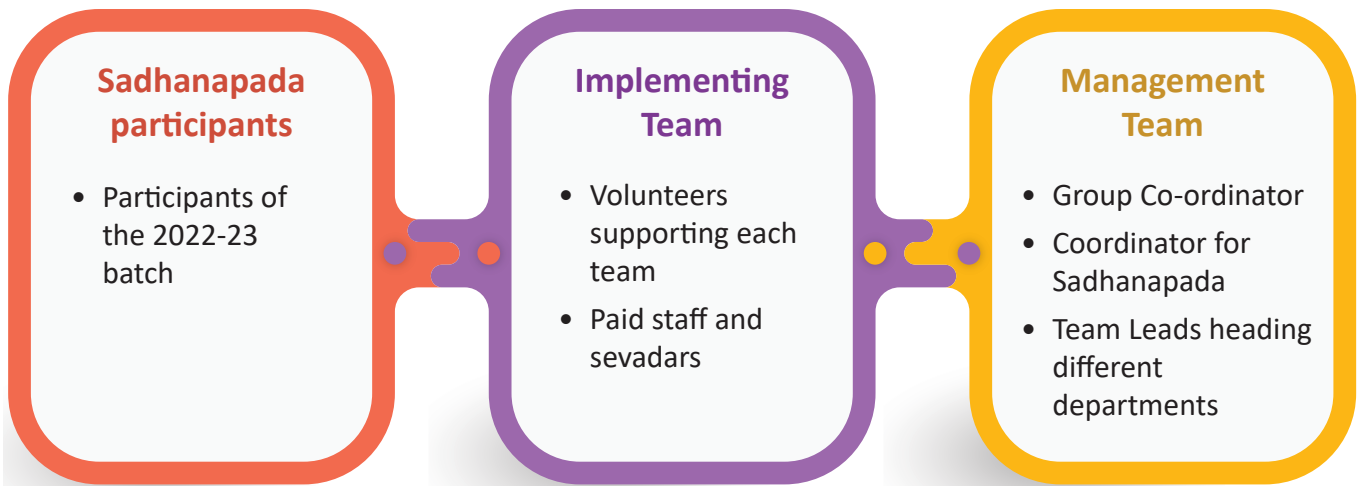 Sadhanapada
participants
• Participants of
the 2022-23
batch
Implementing
Team
• Volunteers
supporting each
team
• Paid staff and
sevadars
Management
Team
• Group Co-ordinator
• Coordinator for
Sadhanapada
• Team Leads heading
different
departments